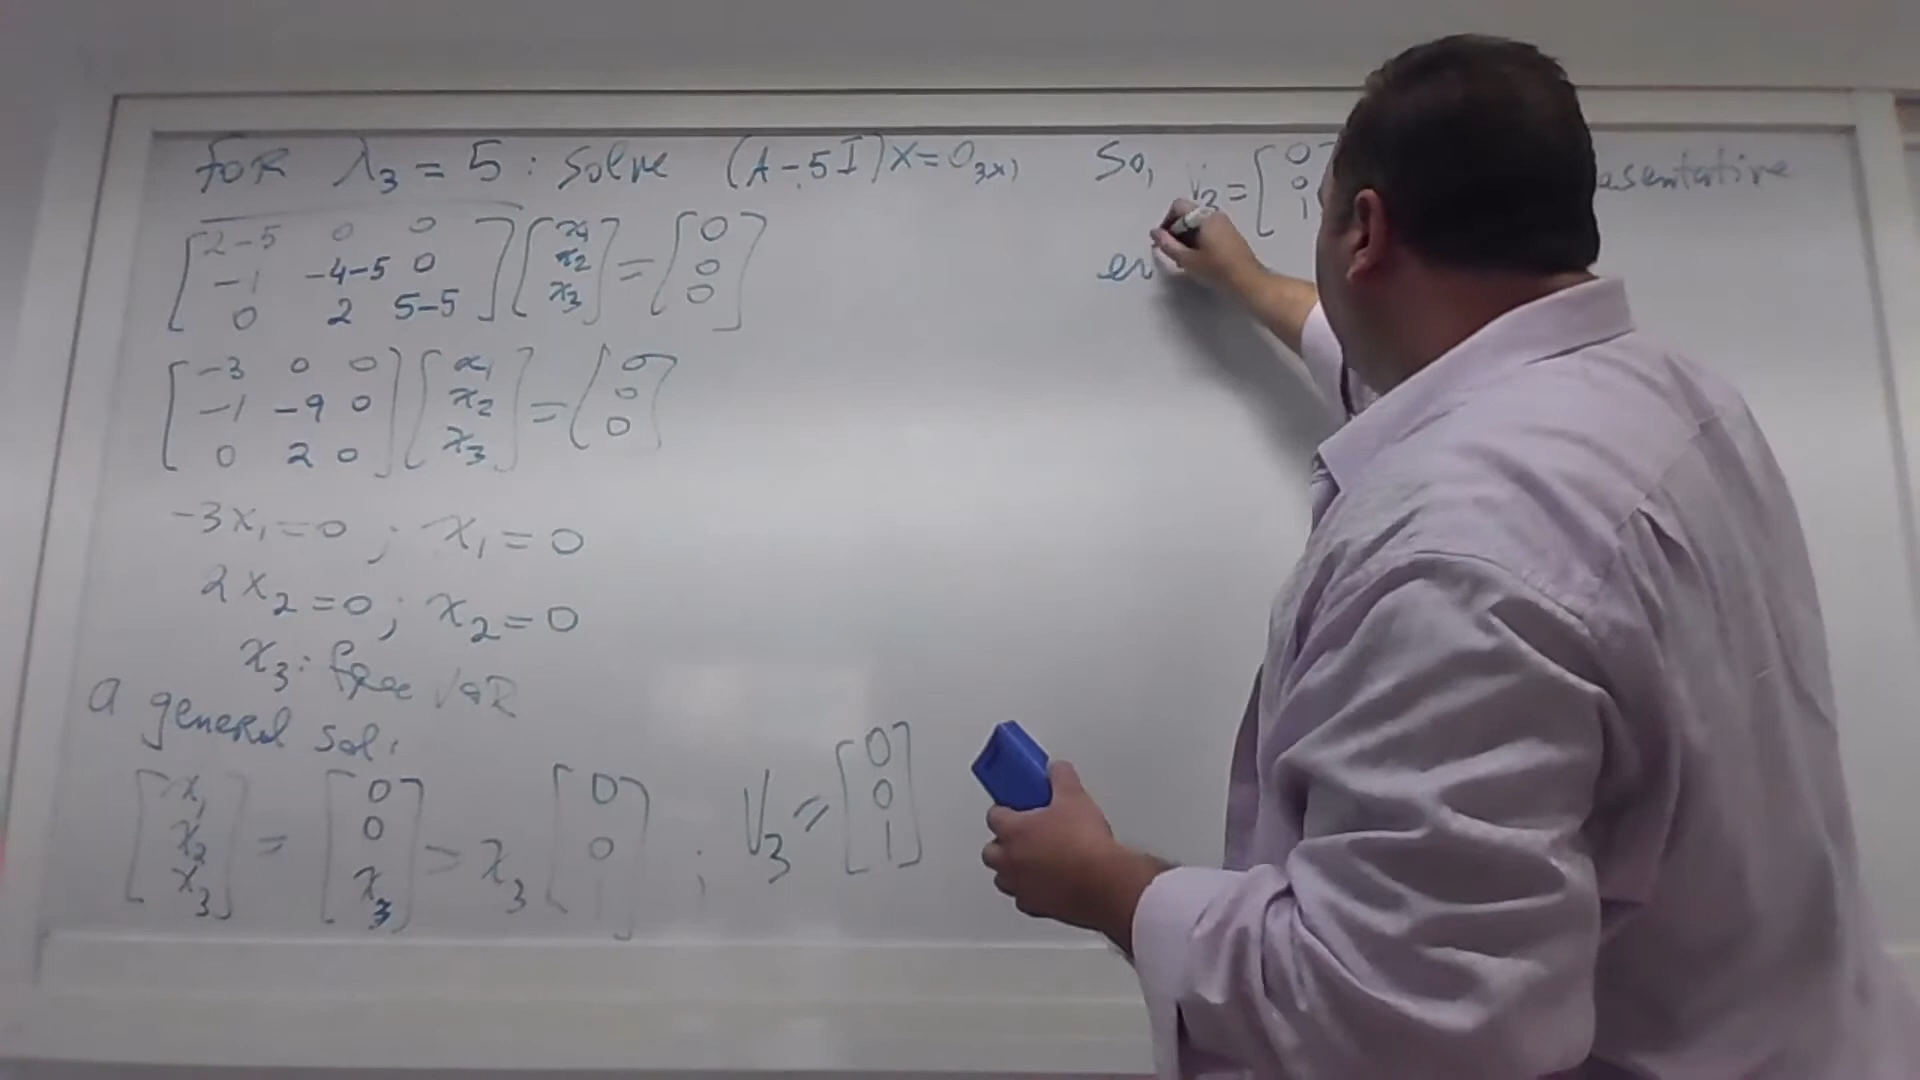 for λ₃ = 5 : solve (A - 5I)X = 0₃ₓ₁
[2-5 0 0] [x₁] [0]
[-1 -4-5 0] [x₂] = [0]
[0 2 5-5] [x₃] [0]
[-3 0 0] [x₁] [0]
[-1 -9 0] [x₂] = [0]
[0 2 0] [x₃] [0]
-3x₁ = 0 ; x₁ = 0
2x₂ = 0 ; x₂ = 0
x₃ : free var
a general sol.
[x₁] [0] [0] [0]
[x₂] = [0] = x₃ [0] ; V₃ = [0]
[x₃] [x₃] [1] [1]
So, V₃ = [0 0 1] esentative